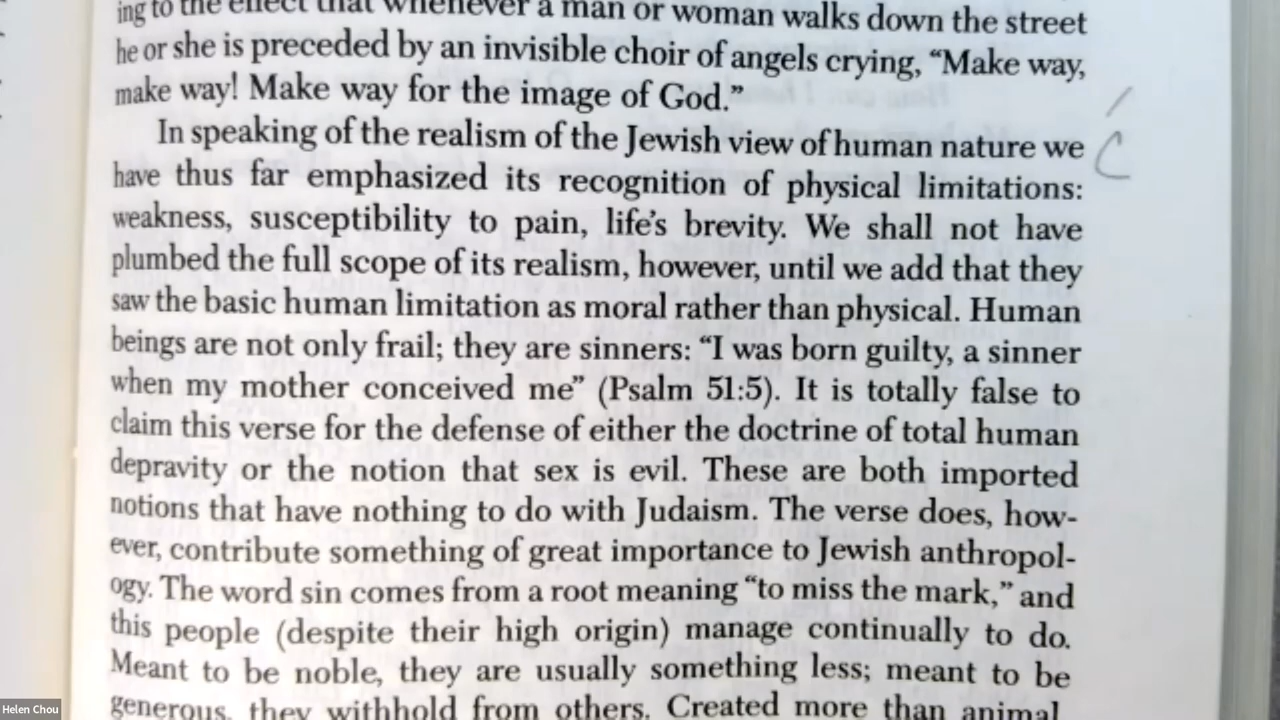 ing to the effect that whenever a man or woman walks down the street
he or she is preceded by an invisible choir of angels crying, “Make way,
make way! Make way for the image of God.”
In speaking of the realism of the Jewish view of human nature we
have thus far emphasized its recognition of physical limitations:
weakness, susceptibility to pain, life’s brevity. We shall not have
plumbed the full scope of its realism, however, until we add that they
saw the basic human limitation as moral rather than physical. Human
beings are not only frail; they are sinners: “I was born guilty, a sinner
when my mother conceived me” (Psalm 51:5). It is totally false to
claim this verse for the defense of either the doctrine of total human
depravity or the notion that sex is evil. These are both imported
notions that have nothing to do with Judaism. The verse does, how-
ever, contribute something of great importance to Jewish anthropol-
ogy. The word sin comes from a root meaning “to miss the mark,” and
this people (despite their high origin) manage continually to do.
Meant to be noble, they are usually something less; meant to be
generous, they withhold from others. Created more than animal,
Helen Chou